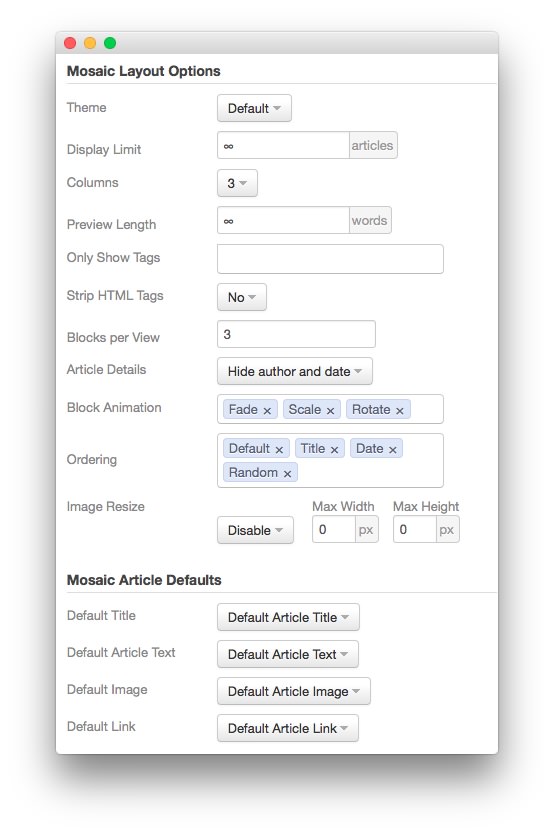 Mosaic Layout Options
Theme Default
Display Limit ∞ articles
Columns 3
Preview Length ∞ words
Only Show Tags
Strip HTML Tags No
Blocks per View 3
Article Details Hide author and date
Block Animation Fade × Scale × Rotate ×
Ordering Default × Title × Date ×
Random ×
Image Resize Max Width Max Height
Disable 0 px 0 px
Mosaic Article Defaults
Default Title Default Article Title
Default Article Text Default Article Text
Default Image Default Article Image
Default Link Default Article Link